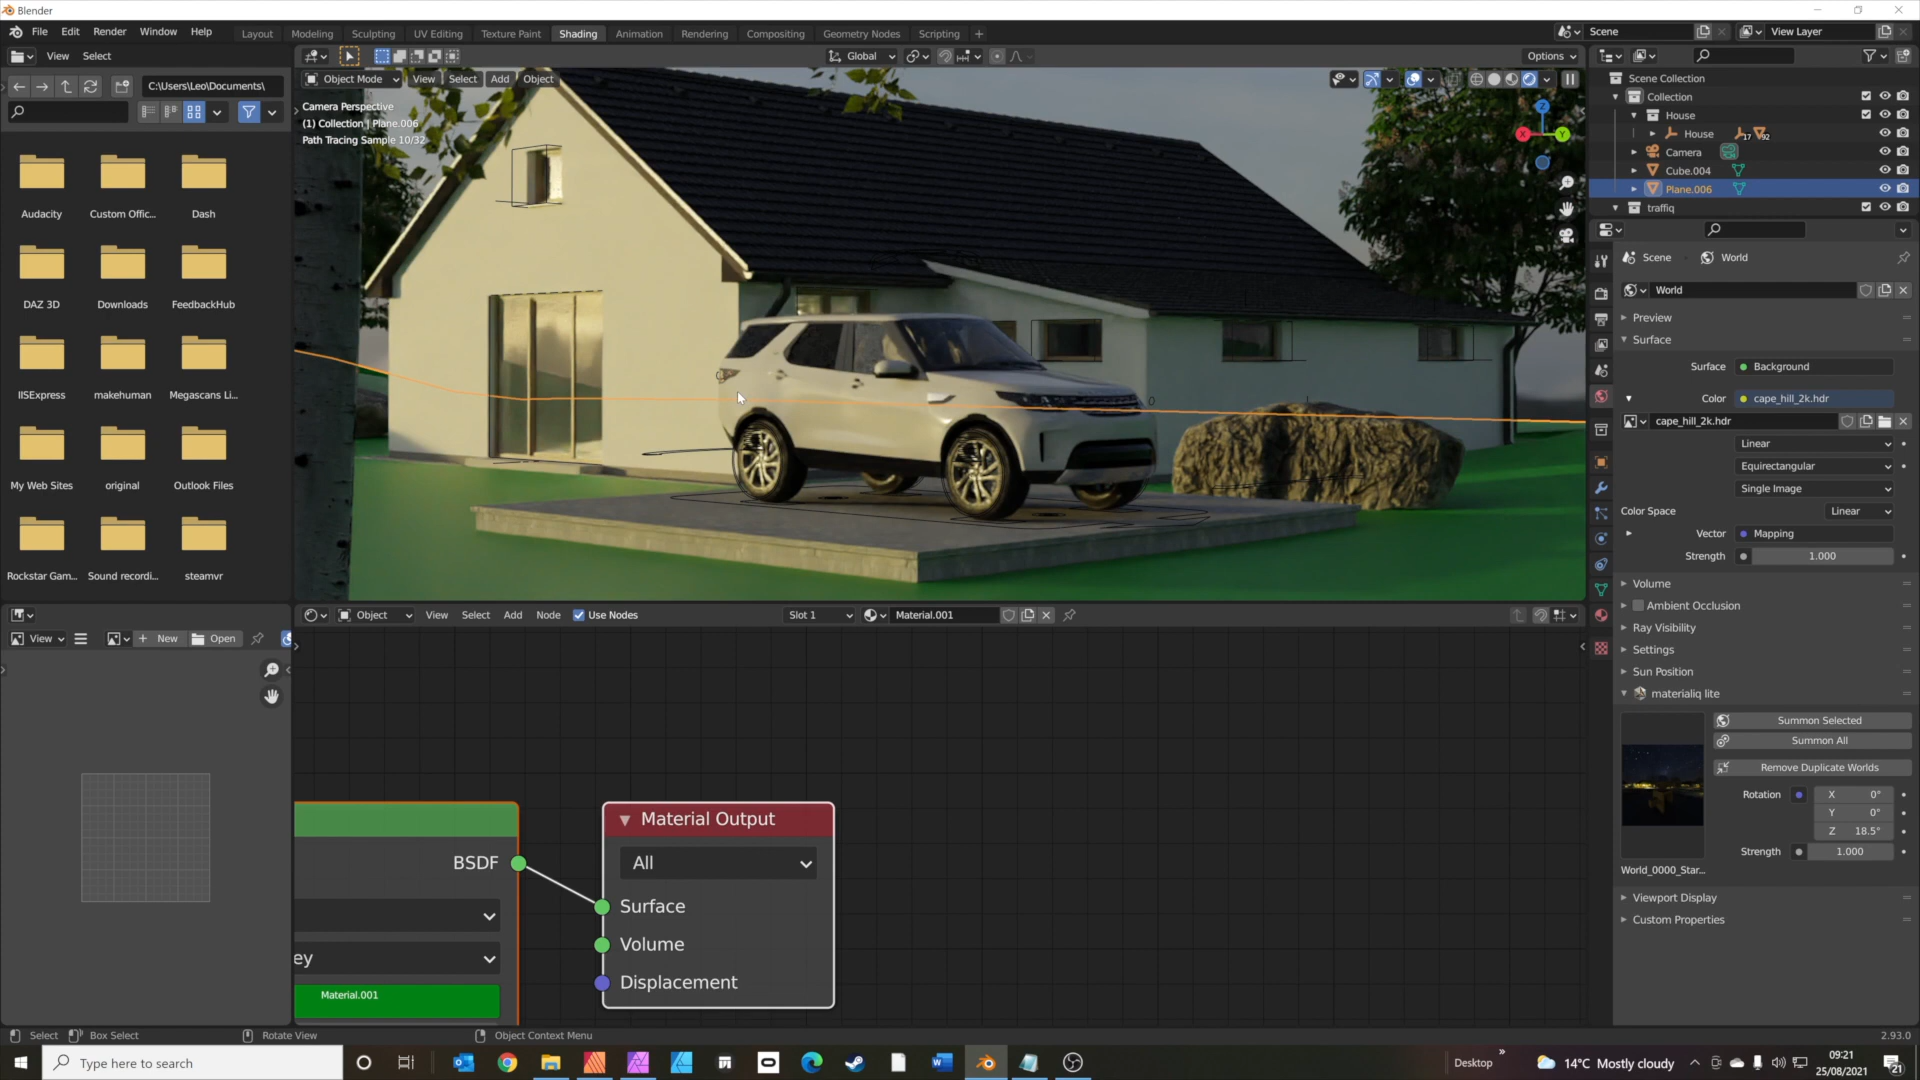 Blender
File Edit Render Window Help
Layout Modeling Sculpting UV Editing Texture Paint Shading Animation Rendering Compositing Geometry Nodes Scripting +
Scene
View Layer
View Select
Global
Options
C:\Users\Leo\Documents\
Object Mode View Select Add Object
Camera Perspective
(1) Collection | Plane.006
Path Tracing Sample 10/32
Z
X
Y
Audacity
Custom Offic...
Dash
DAZ 3D
Downloads
FeedbackHub
IISExpress
makehuman
Megascans Li...
My Web Sites
original
Outlook Files
Rockstar Gam...
Sound recordi...
steamvr
Scene Collection
Collection
House
House 17 92
Camera
Cube.004
Plane.006
traffiq
Scene World
World
Preview
Surface
Surface Background
Color cape_hill_2k.hdr
cape_hill_2k.hdr
Linear
Equirectangular
Single Image
Color Space Linear
Vector Mapping
Strength 1.000
Volume
Ambient Occlusion
Ray Visibility
Settings
Sun Position
materialiq lite
Summon Selected
Summon All
Remove Duplicate Worlds
Rotation X 0°
Y 0°
Z 18.5°
Strength 1.000
World_0000_Star...
Viewport Display
Custom Properties
View + New Open
Object View Select Add Node Use Nodes
Slot 1 Material.001
BSDF
ey
Material.001
Material Output
All
Surface
Volume
Displacement
Select Box Select Rotate View Object Context Menu
2.93.0
Type here to search
Desktop
14°C Mostly cloudy
09:21
25/08/2021
21